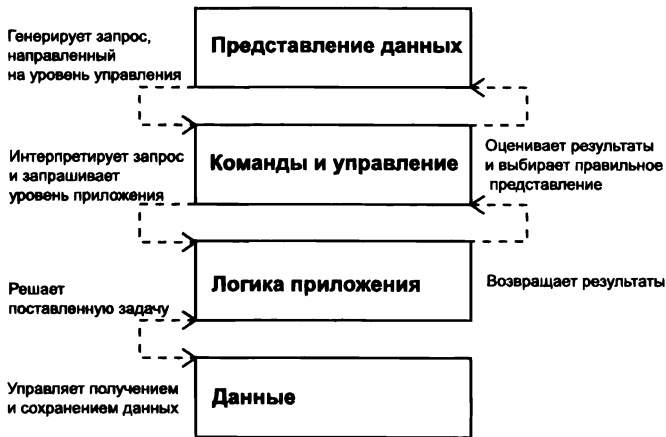 Генерирует запрос,
направленный
на уровень управления
Представление данных
Интерпретирует запрос
и запрашивает
уровень приложения
Команды и управление
Оценивает результаты
и выбирает правильное
представление
Решает
поставленную задачу
Логика приложения
Возвращает результаты
Управляет получением
и сохранением данных
Данные